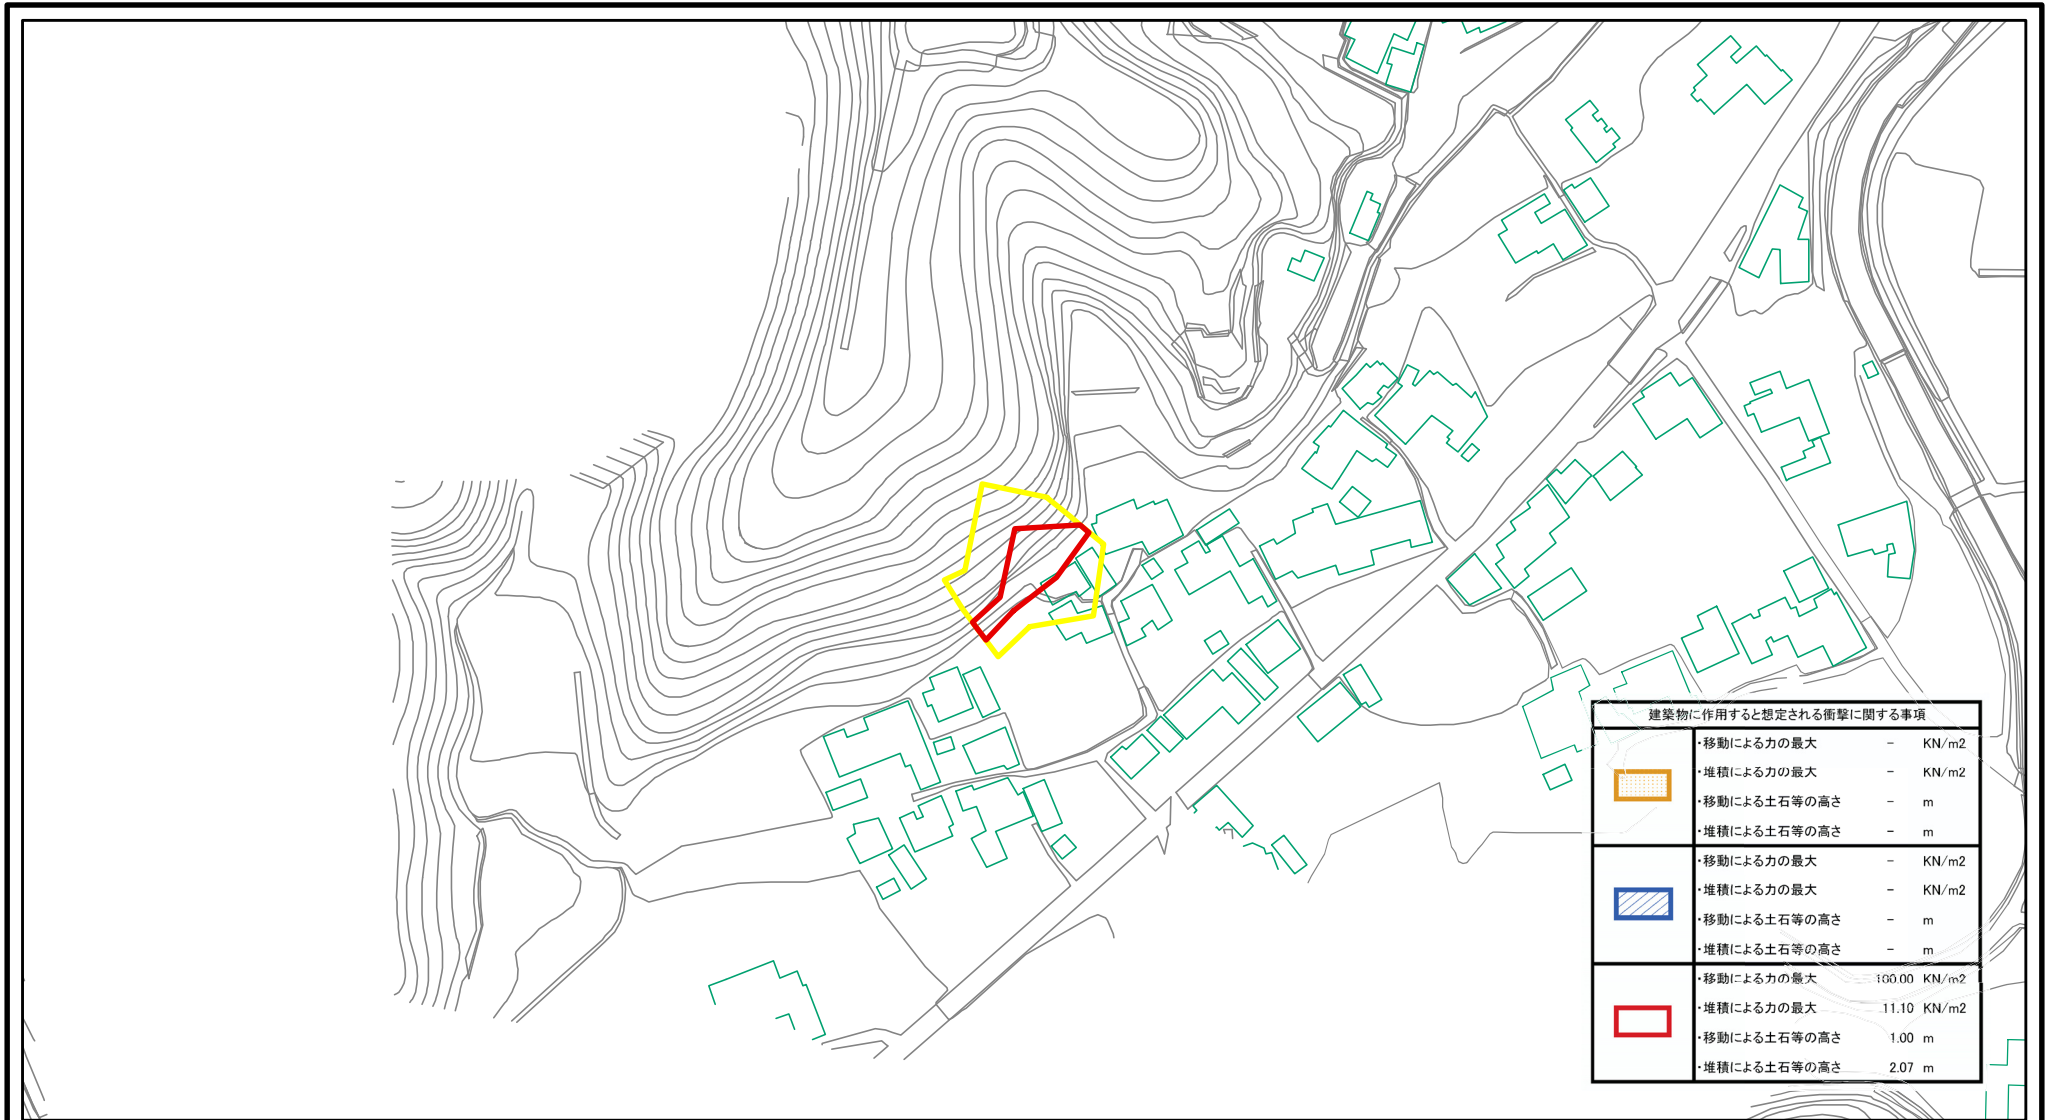 建築物に作用すると想定される衝撃に関する事項
・移動による力の最大 － KN/m2
・堆積による力の最大 － KN/m2
・移動による土石等の高さ － m
・堆積による土石等の高さ － m
・移動による力の最大 － KN/m2
・堆積による力の最大 － KN/m2
・移動による土石等の高さ － m
・堆積による土石等の高さ － m
・移動による力の最大 100.00 KN/m2
・堆積による力の最大 11.10 KN/m2
・移動による土石等の高さ 1.00 m
・堆積による土石等の高さ 2.07 m